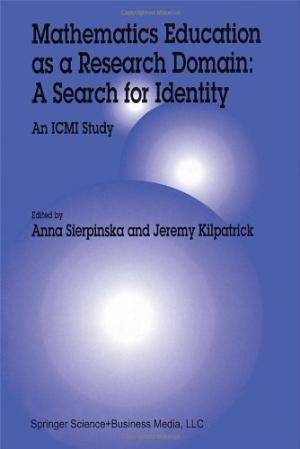 Mathematics Education
as a Research Domain:
A Search for Identity
An ICMI Study
Edited by
Anna Sierpinska and Jeremy Kilpatrick
Springer Science+Business Media, LLC